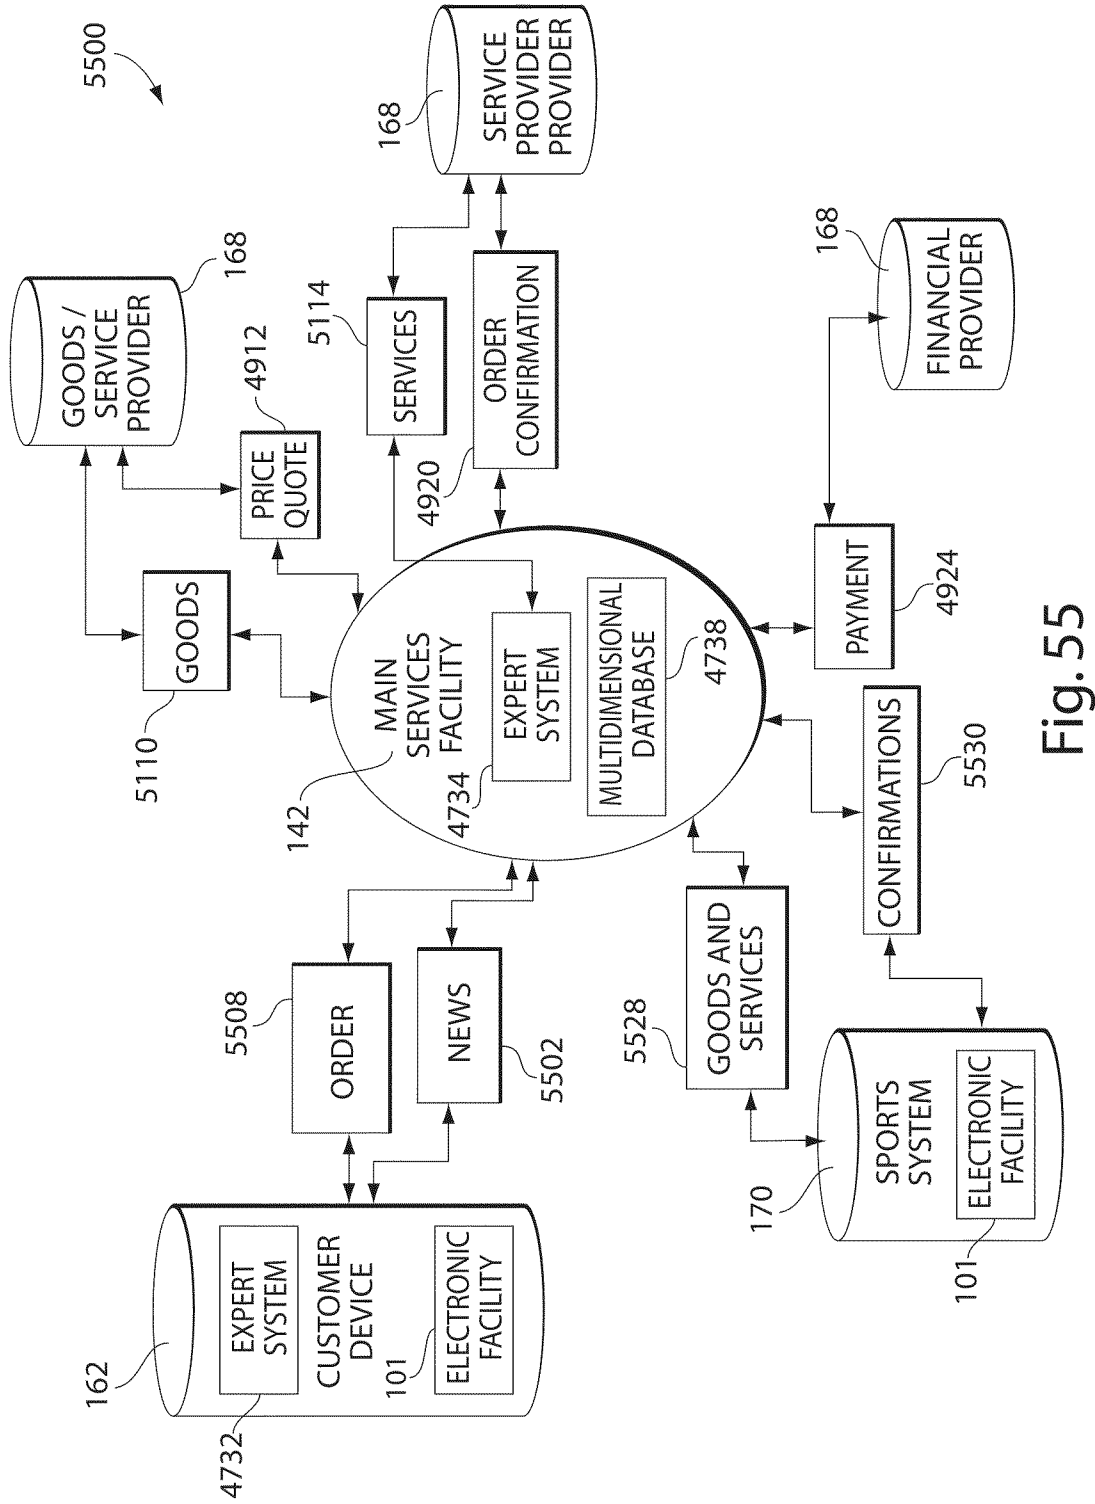 5500
162
EXPERT
SYSTEM
4732
CUSTOMER
DEVICE
101
ELECTRONIC
FACILITY
5508
ORDER
NEWS
5502
5110
GOODS
GOODS /
SERVICE
PROVIDER
168
PRICE
QUOTE
4912
142
MAIN
SERVICES
FACILITY
4734
EXPERT
SYSTEM
MULTIDIMENSIONAL
DATABASE
4738
5114
SERVICES
4920
ORDER
CONFIRMATION
168
SERVICE
PROVIDER
PROVIDER
5528
GOODS AND
SERVICES
170
SPORTS
SYSTEM
101
ELECTRONIC
FACILITY
CONFIRMATIONS
5530
PAYMENT
4924
168
FINANCIAL
PROVIDER
Fig. 55